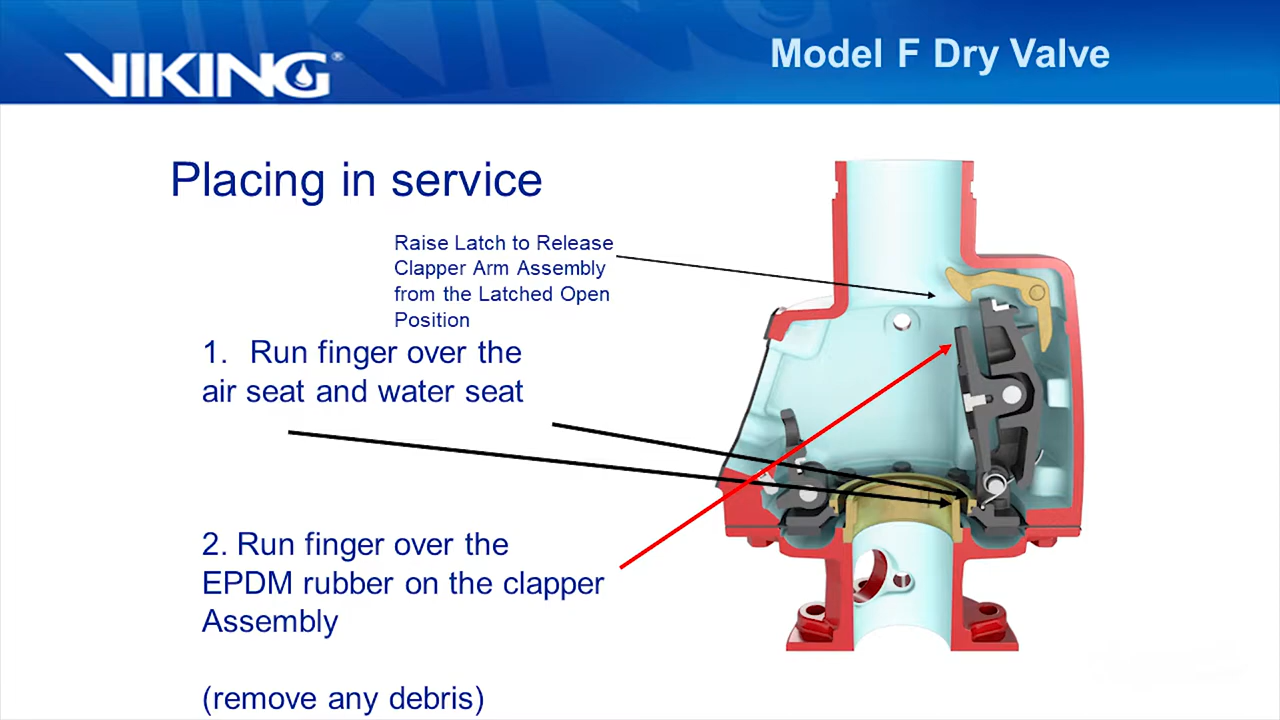 VIKING®
Model F Dry Valve
Placing in service
Raise Latch to Release
Clapper Arm Assembly
from the Latched Open
Position
1. Run finger over the
air seat and water seat
2. Run finger over the
EPDM rubber on the clapper
Assembly
(remove any debris)